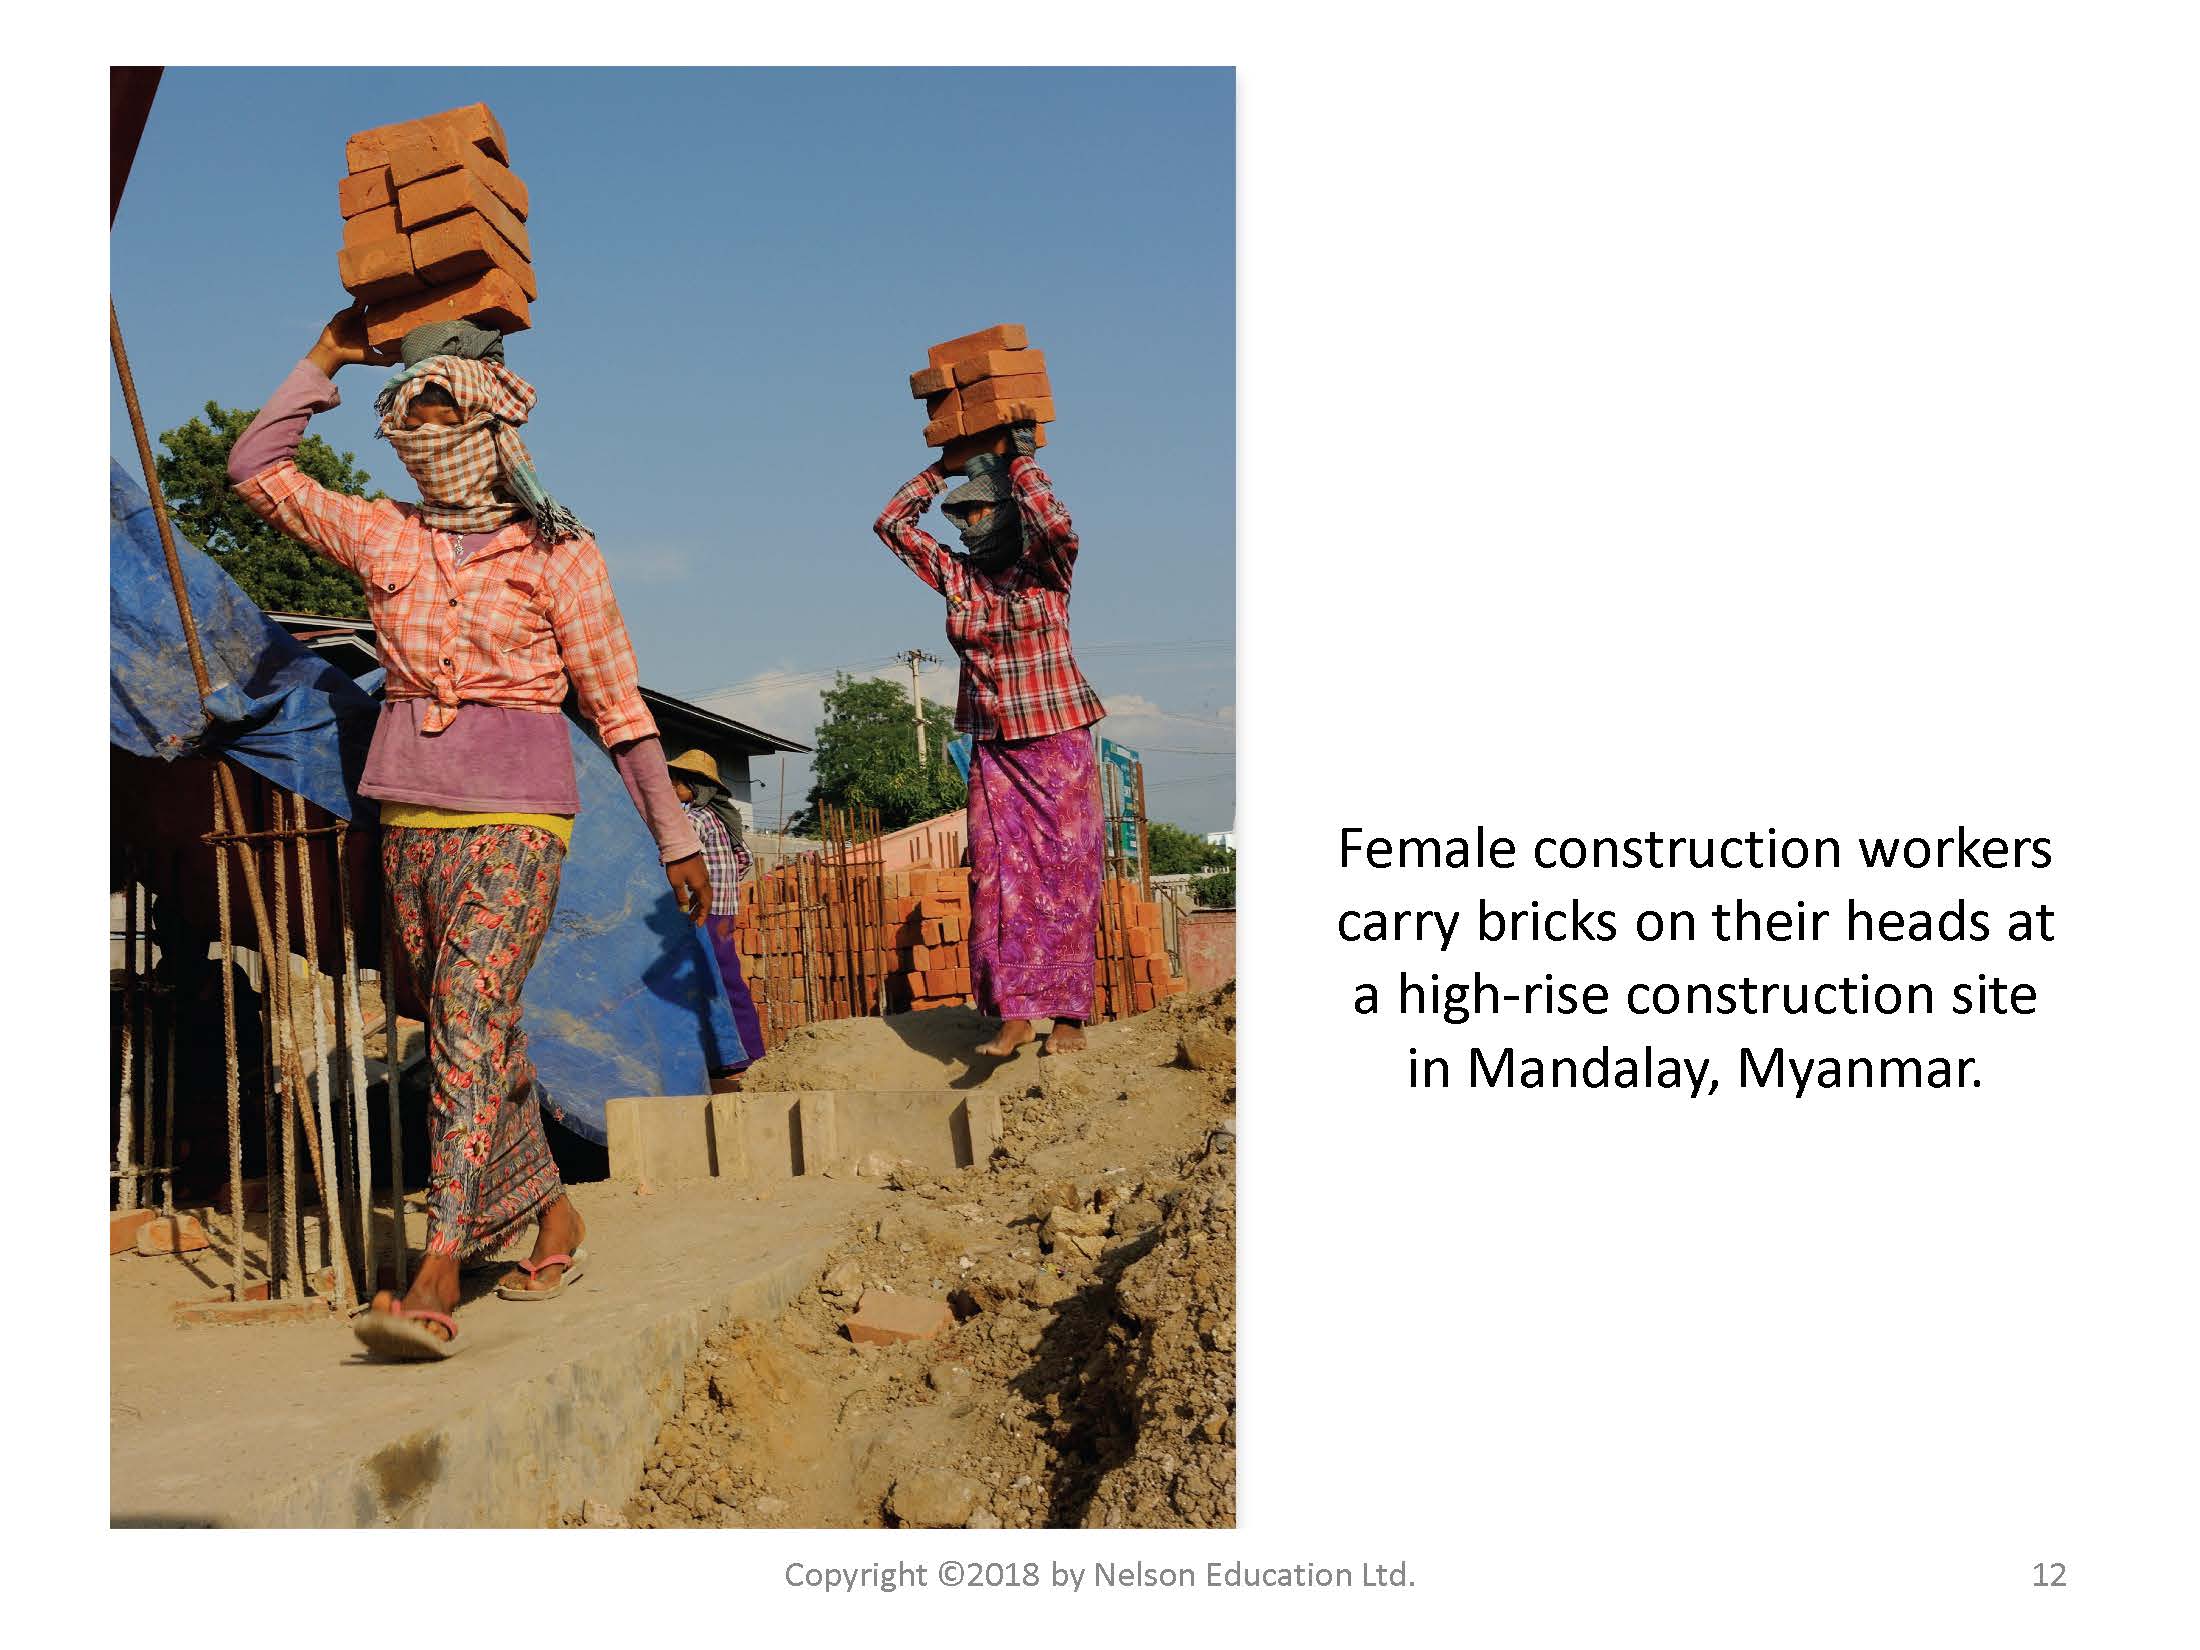 Female construction workers
carry bricks on their heads at
a high-rise construction site
in Mandalay, Myanmar.
Copyright ©2018 by Nelson Education Ltd.
12